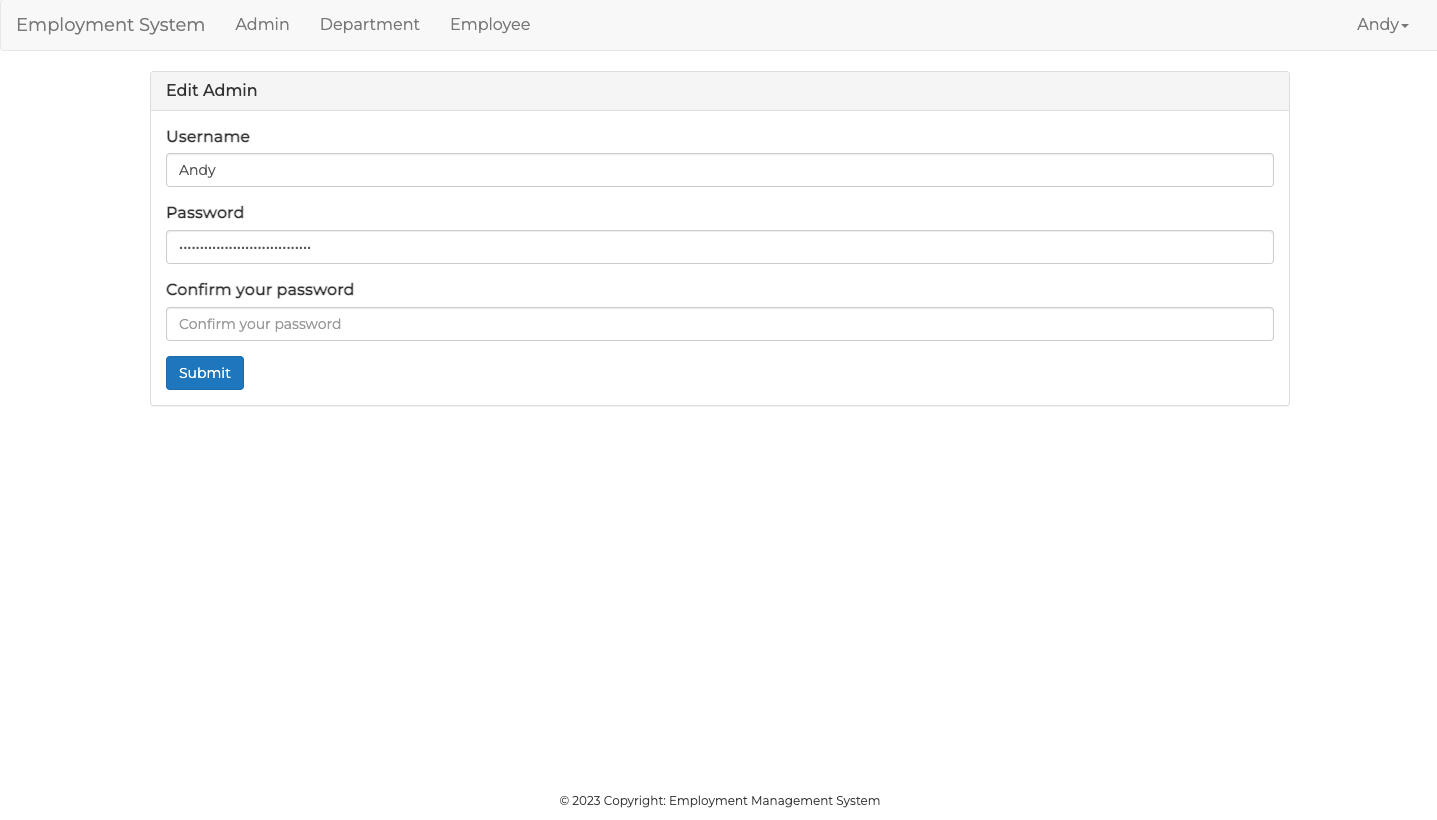 Employment System Admin Department Employee Andy
Edit Admin
Username
Andy
Password
Confirm your password
Confirm your password
Submit
© 2023 Copyright: Employment Management System